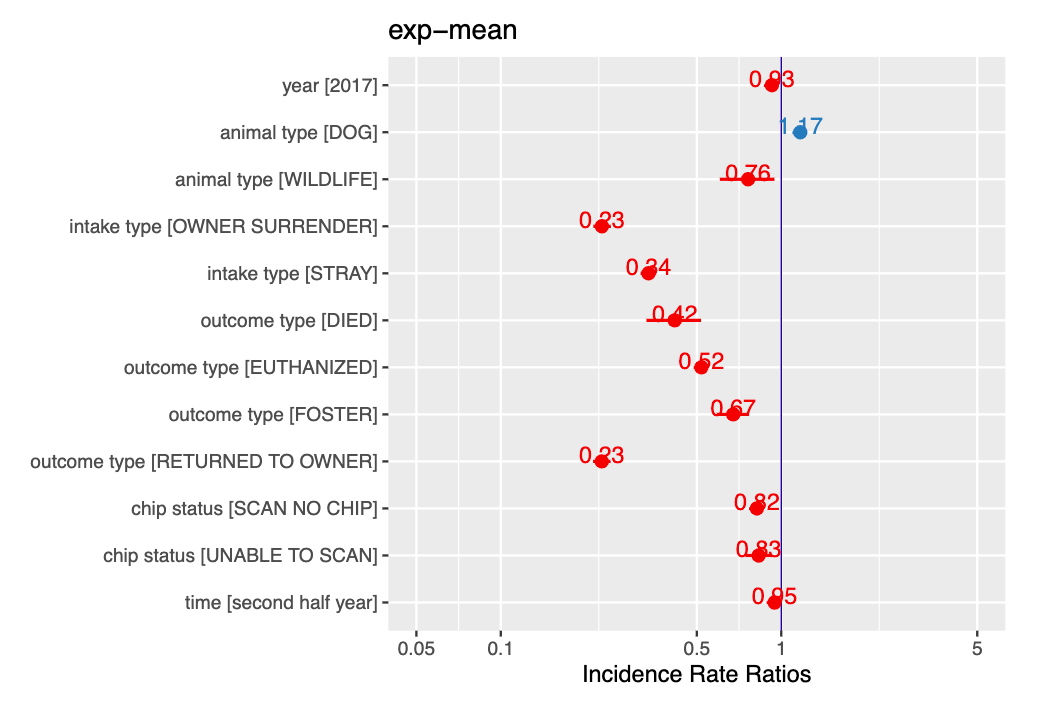 exp−mean
year [2017]
0.93
animal type [DOG]
1.17
animal type [WILDLIFE]
0.76
intake type [OWNER SURRENDER]
0.23
intake type [STRAY]
0.34
outcome type [DIED]
0.42
outcome type [EUTHANIZED]
0.52
outcome type [FOSTER]
0.67
outcome type [RETURNED TO OWNER]
0.23
chip status [SCAN NO CHIP]
0.82
chip status [UNABLE TO SCAN]
0.83
time [second half year]
0.95
0.05 0.1 0.5 1 5
Incidence Rate Ratios